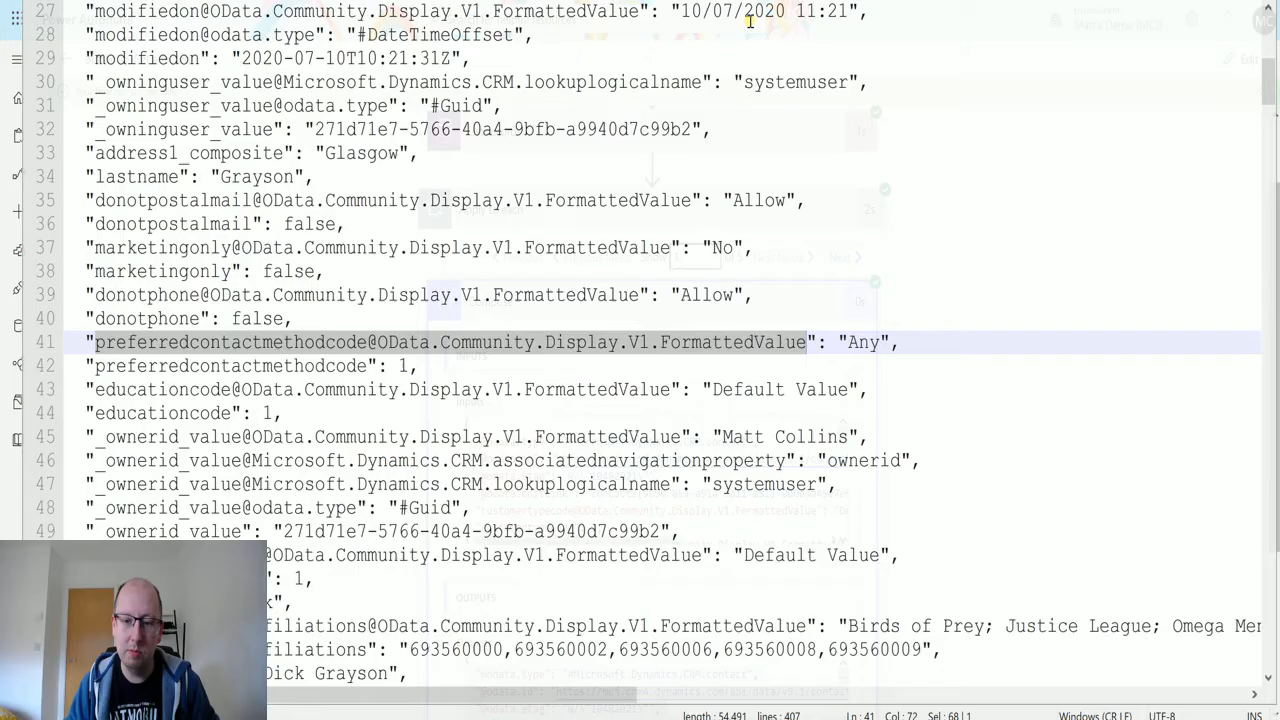 27 "modifiedon@OData.Community.Display.V1.FormattedValue": "10/07/2020 11:21",
28 "modifiedon@odata.type": "#DateTimeOffset",
29 "modifiedon": "2020-07-10T10:21:31Z",
30 "_owninguser_value@Microsoft.Dynamics.CRM.lookuplogicalname": "systemuser",
31 "_owninguser_value@odata.type": "#Guid",
32 "_owninguser_value": "271d71e7-5766-40a4-9bfb-a9940d7c99b2",
33 "address1_composite": "Glasgow",
34 "lastname": "Grayson",
35 "donotpostalmail@OData.Community.Display.V1.FormattedValue": "Allow",
36 "donotpostalmail": false,
37 "marketingonly@OData.Community.Display.V1.FormattedValue": "No",
38 "marketingonly": false,
39 "donotphone@OData.Community.Display.V1.FormattedValue": "Allow",
40 "donotphone": false,
41 "preferredcontactmethodcode@OData.Community.Display.V1.FormattedValue": "Any",
42 "preferredcontactmethodcode": 1,
43 "educationcode@OData.Community.Display.V1.FormattedValue": "Default Value",
44 "educationcode": 1,
45 "_ownerid_value@OData.Community.Display.V1.FormattedValue": "Matt Collins",
46 "_ownerid_value@Microsoft.Dynamics.CRM.associatednavigationproperty": "ownerid",
47 "_ownerid_value@Microsoft.Dynamics.CRM.lookuplogicalname": "systemuser",
48 "_ownerid_value@odata.type": "#Guid",
49 "_ownerid_value": "271d71e7-5766-40a4-9bfb-a9940d7c99b2",
@OData.Community.Display.V1.FormattedValue": "Default Value",
": 1,
k",
filiations@OData.Community.Display.V1.FormattedValue": "Birds of Prey; Justice League; Omega Mer
filiations": "693560000,693560002,693560006,693560008,693560009",
Dick Grayson",
length: 54,491 lines: 407 Ln: 41 Col: 72 Sel: 68 | 1 Windows (CR LF) UTF-8 INS
INPUTS
OUTPUTS